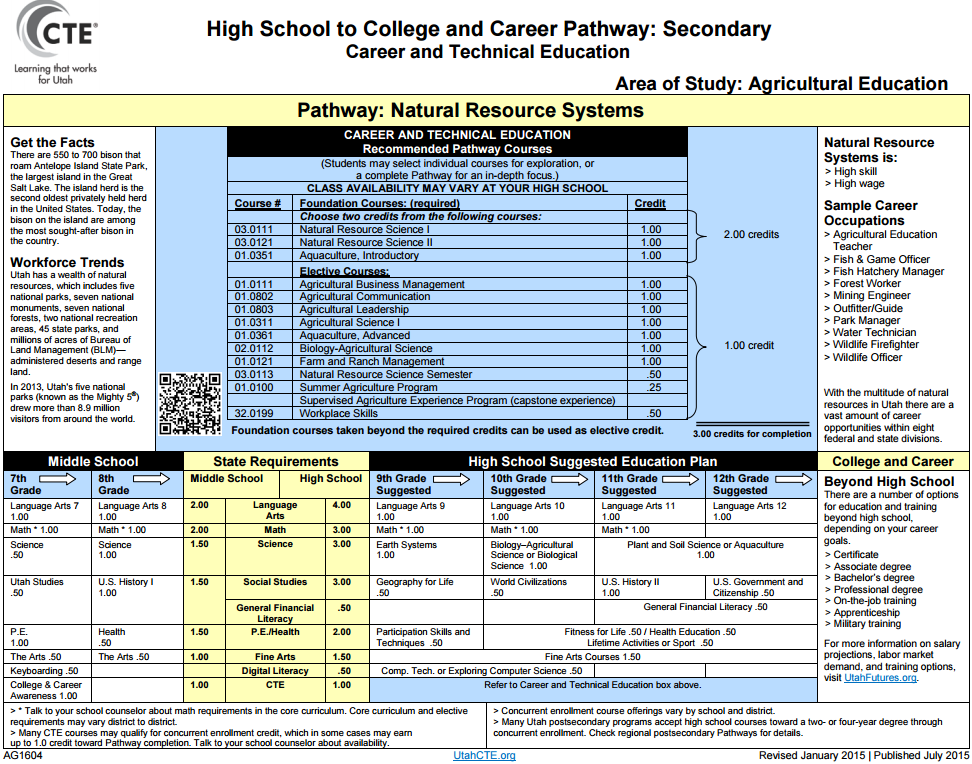 CTE®
Learning that works
for Utah
High School to College and Career Pathway: Secondary
Career and Technical Education
Area of Study: Agricultural Education
Pathway: Natural Resource Systems
Get the Facts
There are 550 to 700 bison that
roam Antelope Island State Park,
the largest island in the Great
Salt Lake. The island herd is the
second oldest privately held herd
in the United States. Today, the
bison on the island are among
the most sought-after bison in
the country.
Workforce Trends
Utah has a wealth of natural
resources, which includes five
national parks, seven national
monuments, seven national
forests, two national recreation
areas, 45 state parks, and
millions of acres of Bureau of
Land Management (BLM)—
administered deserts and range
land.
In 2013, Utah's five national
parks (known as the Mighty 5®)
drew more than 8.9 million
visitors from around the world.
CAREER AND TECHNICAL EDUCATION
Recommended Pathway Courses
(Students may select individual courses for exploration, or
a complete Pathway for an in-depth focus.)
CLASS AVAILABILITY MAY VARY AT YOUR HIGH SCHOOL
Course # Foundation Courses: (required) Credit
Choose two credits from the following courses:
03.0111 Natural Resource Science I 1.00
03.0121 Natural Resource Science II 1.00
01.0351 Aquaculture, Introductory 1.00
2.00 credits
Elective Courses:
01.0111 Agricultural Business Management 1.00
01.0802 Agricultural Communication 1.00
01.0803 Agricultural Leadership 1.00
01.0311 Agricultural Science I 1.00
01.0361 Aquaculture, Advanced 1.00
02.0112 Biology-Agricultural Science 1.00
01.0121 Farm and Ranch Management 1.00
03.0113 Natural Resource Science Semester .50
01.0100 Summer Agriculture Program .25
Supervised Agriculture Experience Program (capstone experience)
32.0199 Workplace Skills .50
1.00 credit
Foundation courses taken beyond the required credits can be used as elective credit.
3.00 credits for completion
Natural Resource
Systems is:
> High skill
> High wage
Sample Career
Occupations
> Agricultural Education
Teacher
> Fish & Game Officer
> Fish Hatchery Manager
> Forest Worker
> Mining Engineer
> Outfitter/Guide
> Park Manager
> Water Technician
> Wildlife Firefighter
> Wildlife Officer
With the multitude of natural
resources in Utah there are a
vast amount of career
opportunities within eight
federal and state divisions.
Middle School State Requirements High School Suggested Education Plan College and Career
7th Grade 8th Grade Middle School High School 9th Grade Suggested 10th Grade Suggested 11th Grade Suggested 12th Grade Suggested
Language Arts 7 1.00 Language Arts 8 1.00 2.00 Language Arts 4.00 Language Arts 9 1.00 Language Arts 10 1.00 Language Arts 11 1.00 Language Arts 12 1.00
Math * 1.00 Math * 1.00 2.00 Math 3.00 Math * 1.00 Math * 1.00 Math * 1.00
Science .50 Science 1.00 1.50 Science 3.00 Earth Systems 1.00 Biology–Agricultural Science or Biological Science 1.00 Plant and Soil Science or Aquaculture 1.00
Utah Studies .50 U.S. History I 1.00 1.50 Social Studies 3.00 Geography for Life .50 World Civilizations .50 U.S. History II 1.00 U.S. Government and Citizenship .50
General Financial Literacy .50 General Financial Literacy .50
P.E. 1.00 Health .50 1.50 P.E./Health 2.00 Participation Skills and Techniques .50 Fitness for Life .50 / Health Education .50 Lifetime Activities or Sport .50
The Arts .50 The Arts .50 1.00 Fine Arts 1.50 Fine Arts Courses 1.50
Keyboarding .50 Digital Literacy .50 Comp. Tech. or Exploring Computer Science .50
College & Career Awareness 1.00 1.00 CTE 1.00 Refer to Career and Technical Education box above.
Beyond High School
There are a number of options
for education and training
beyond high school,
depending on your career
goals.
> Certificate
> Associate degree
> Bachelor's degree
> Professional degree
> On-the-job training
> Apprenticeship
> Military training
For more information on salary
projections, labor market
demand, and training options,
visit UtahFutures.org.
> * Talk to your school counselor about math requirements in the core curriculum. Core curriculum and elective
requirements may vary district to district.
> Many CTE courses may qualify for concurrent enrollment credit, which in some cases may earn
up to 1.0 credit toward Pathway completion. Talk to your school counselor about availability.
> Concurrent enrollment course offerings vary by school and district.
> Many Utah postsecondary programs accept high school courses toward a two- or four-year degree through
concurrent enrollment. Check regional postsecondary Pathways for details.
AG1604 UtahCTE.org Revised January 2015 | Published July 2015